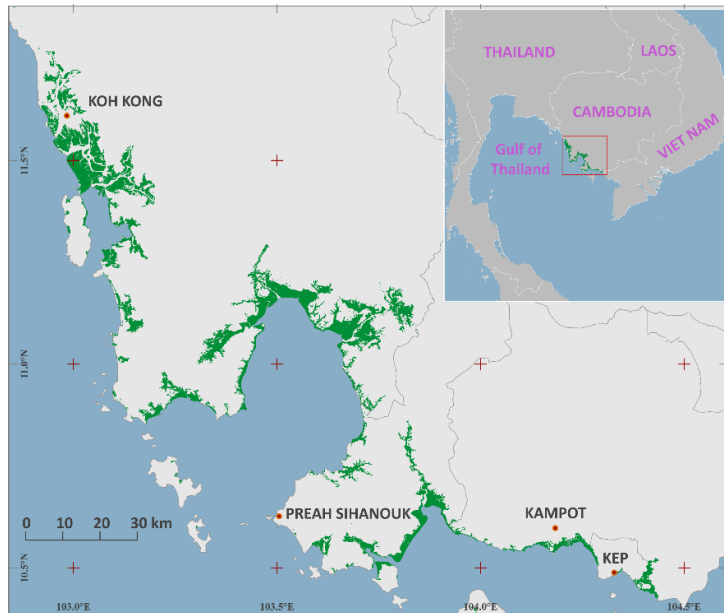 THAILAND
LAOS
CAMBODIA
VIET NAM
Gulf of
Thailand
KOH KONG
11.5°N
11.0°N
PREAH SIHANOUK
KAMPOT
0 10 20 30 km
KEP
10.5°N
103.0°E 103.5°E 104.0°E 104.5°E